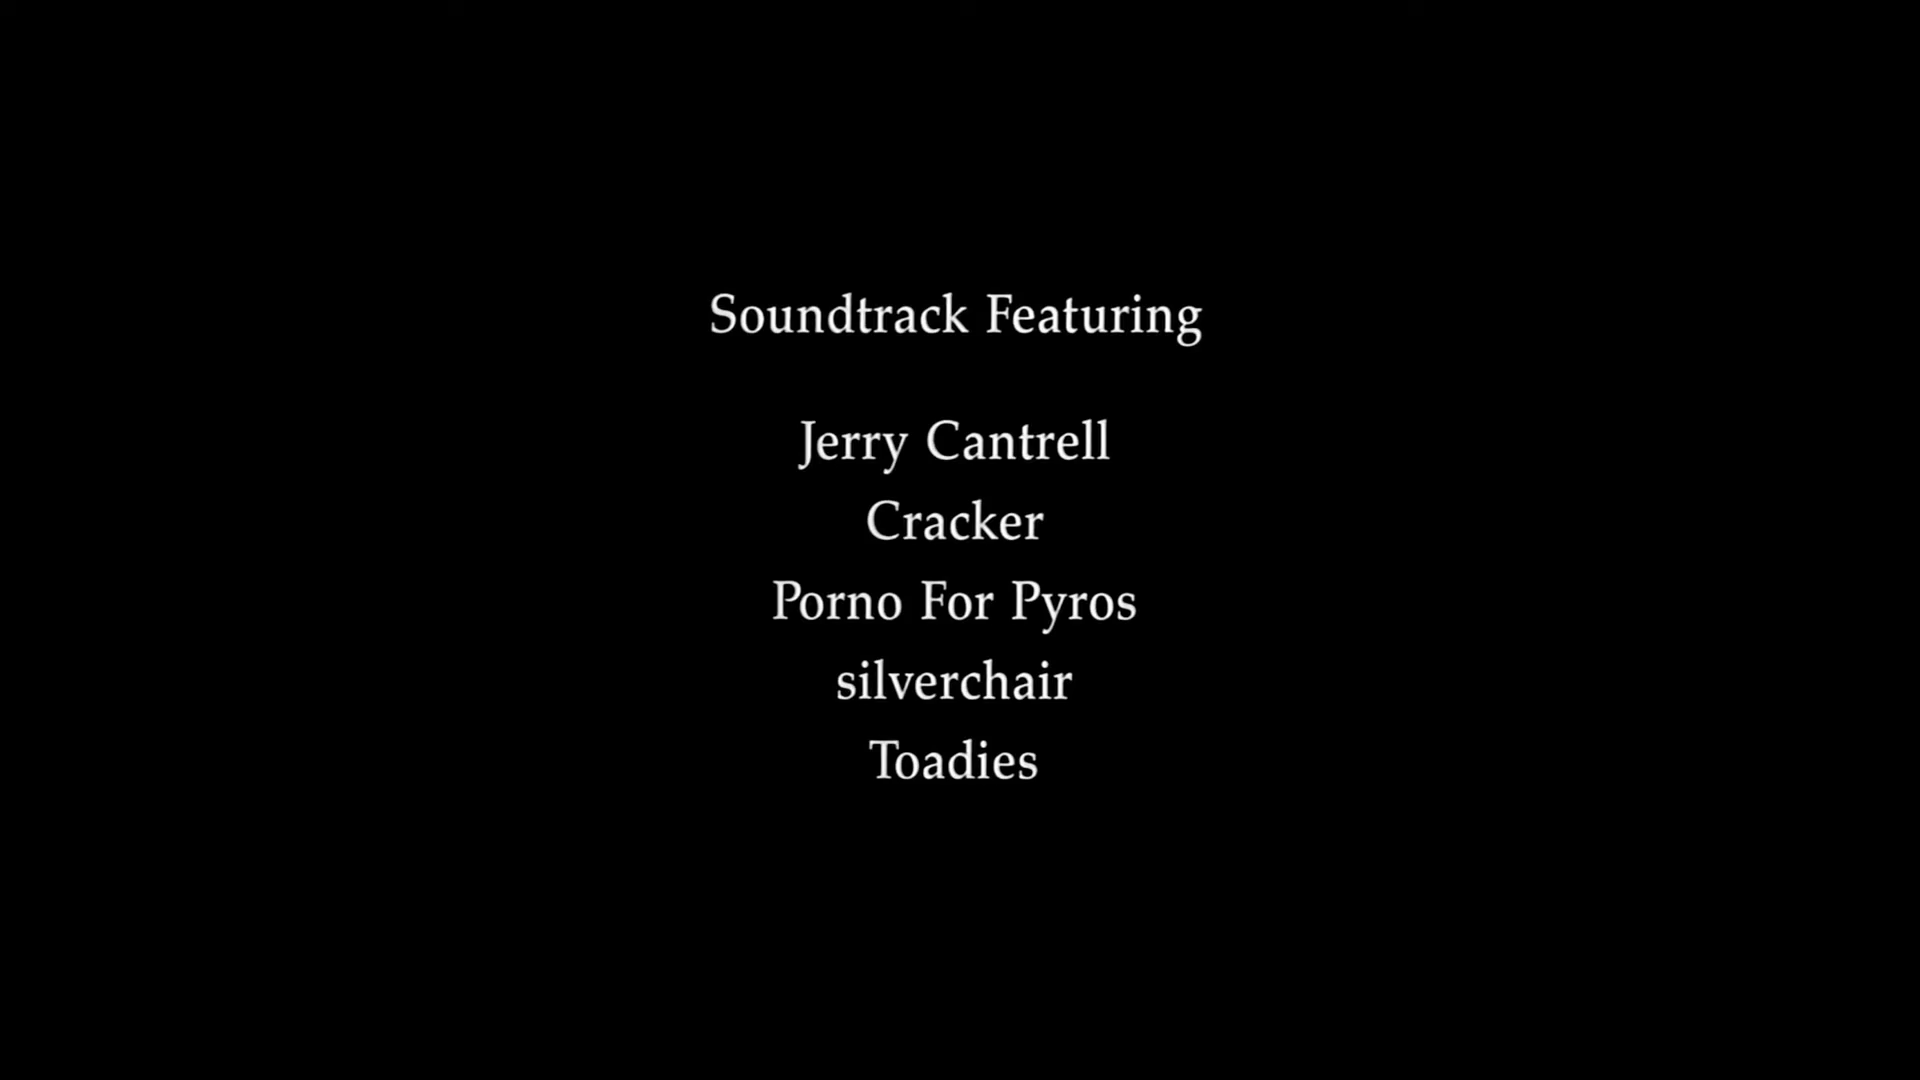 Soundtrack Featuring
Jerry Cantrell
Cracker
Porno For Pyros
silverchair
Toadies